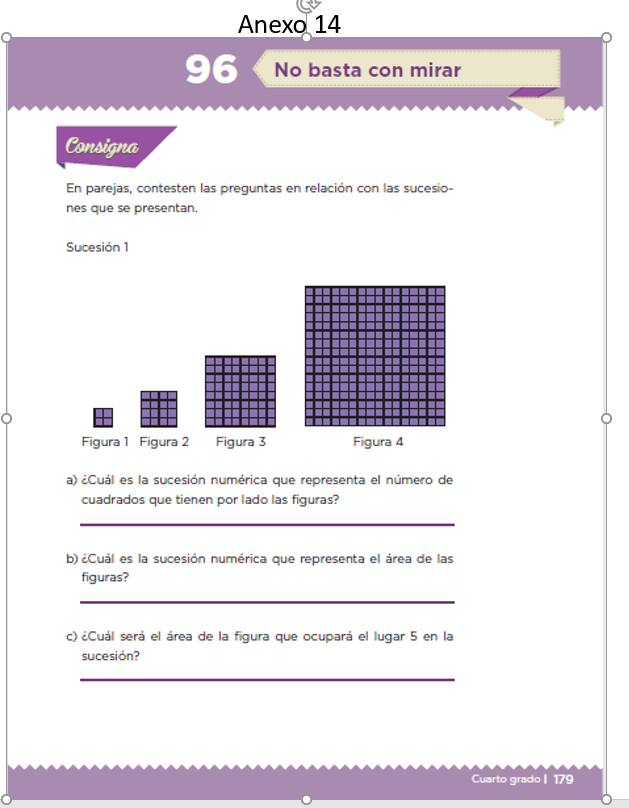 Anexo 14
96
No basta con mirar
Consigna
En parejas, contesten las preguntas en relación con las sucesio-
nes que se presentan.
Sucesión 1
Figura 1 Figura 2 Figura 3 Figura 4
a) ¿Cuál es la sucesión numérica que representa el número de
cuadrados que tienen por lado las figuras?
b) ¿Cuál es la sucesión numérica que representa el área de las
figuras?
c) ¿Cuál será el área de la figura que ocupará el lugar 5 en la
sucesión?
Cuarto grado | 179